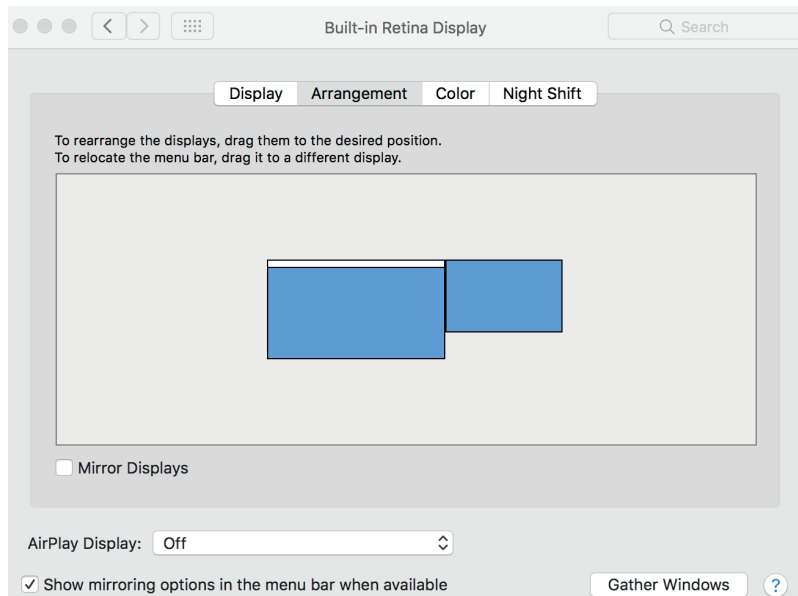 Built-in Retina Display
Search
Display Arrangement Color Night Shift
To rearrange the displays, drag them to the desired position.
To relocate the menu bar, drag it to a different display.
Mirror Displays
AirPlay Display: Off
Show mirroring options in the menu bar when available
Gather Windows ?